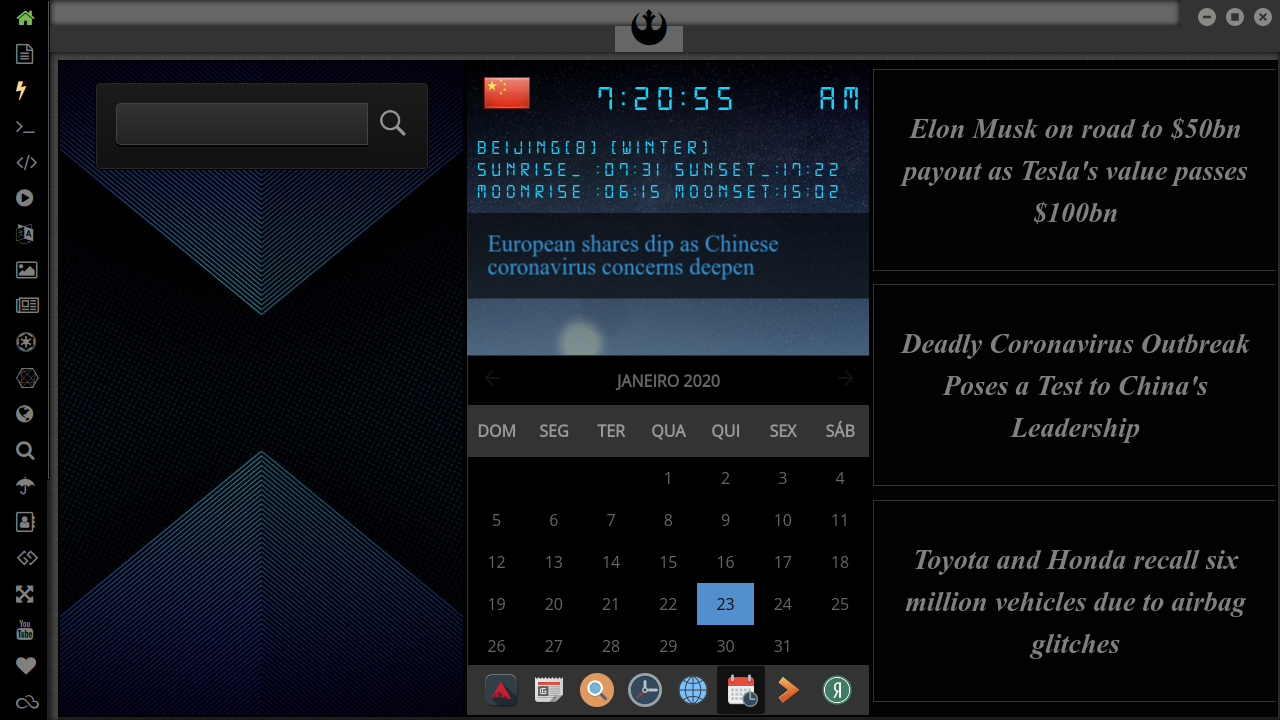 7:20:55 AM
BEIJING[8] [WINTER]
SUNRISE_ :07:31 SUNSET_:17:22
MOONRISE :06:15 MOONSET:15:02
European shares dip as Chinese
coronavirus concerns deepen
JANEIRO 2020
DOM SEG TER QUA QUI SEX SÁB
1 2 3 4
5 6 7 8 9 10 11
12 13 14 15 16 17 18
19 20 21 22 23 24 25
26 27 28 29 30 31
Elon Musk on road to $50bn
payout as Tesla's value passes
$100bn
Deadly Coronavirus Outbreak
Poses a Test to China's
Leadership
Toyota and Honda recall six
million vehicles due to airbag
glitches
You
Tube
Я